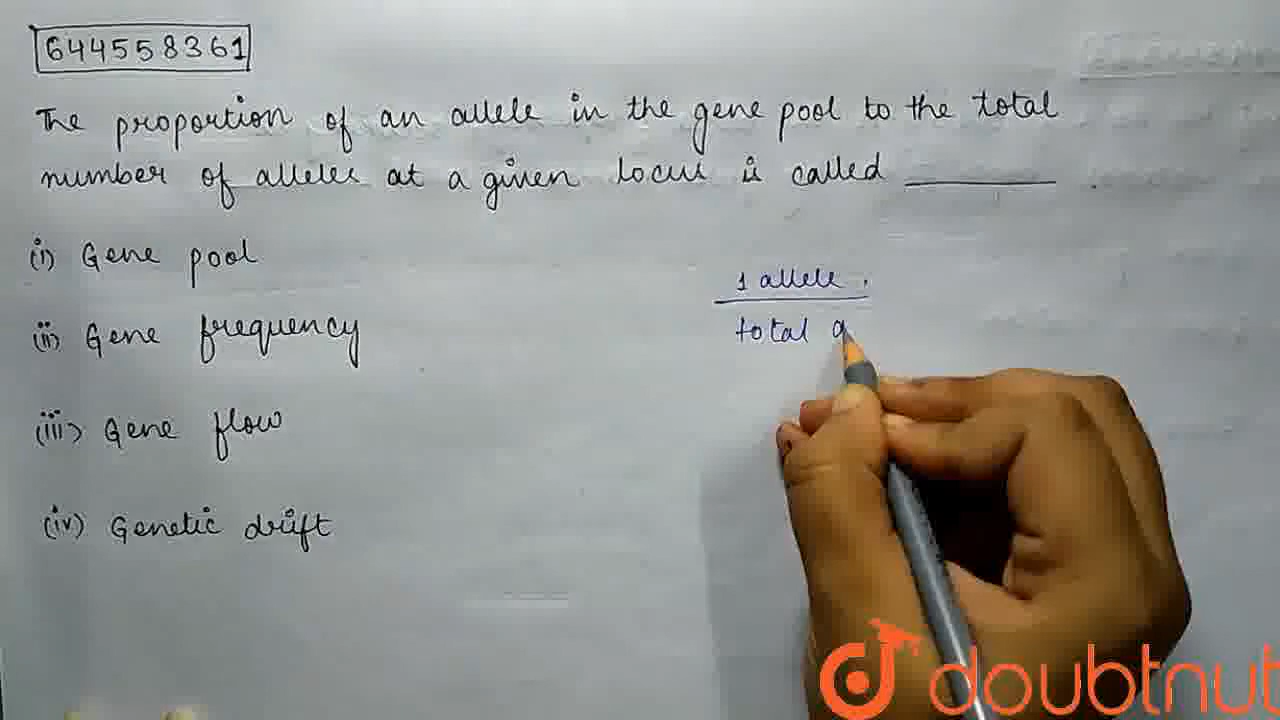 644558361
The proportion of an allele in the gene pool to the total
number of alleles at a given locus is called ________ .
(i) Gene pool
(ii) Gene frequency
(iii) Gene flow
(iv) Genetic drift
1 allele
total
doubtnut